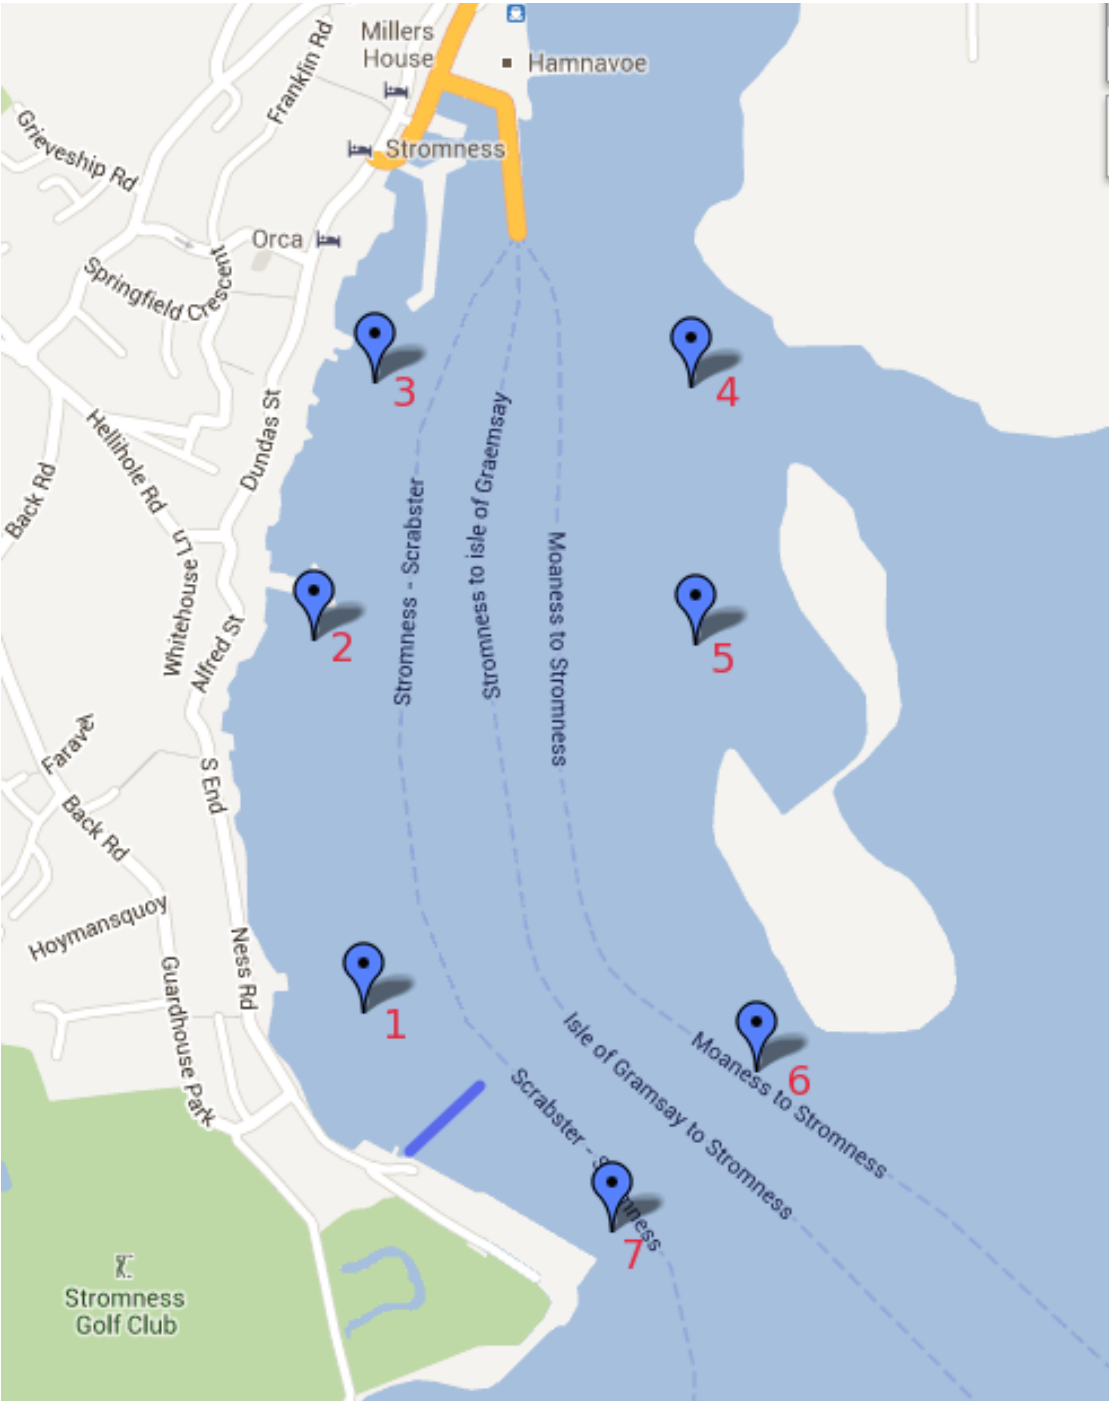 Millers
House
Hamnavoe
Franklin Rd
Grieveship Rd
Stromness
Orca
Springfield Crescent
3
4
Hellihole Rd
Dundas St
Back Rd
Stromness - Scrabster
Stromness to isle of Graemsay
Moaness to Stromness
Whitehouse Ln
Alfred St
2
5
Faravel
S End
Back Rd
Hoymansquoy
Ness Rd
Guardhouse Park
1
Isle of Gramsay to Stromness
Moaness to Stromness
6
Scrabster - S
mness
7
Stromness
Golf Club